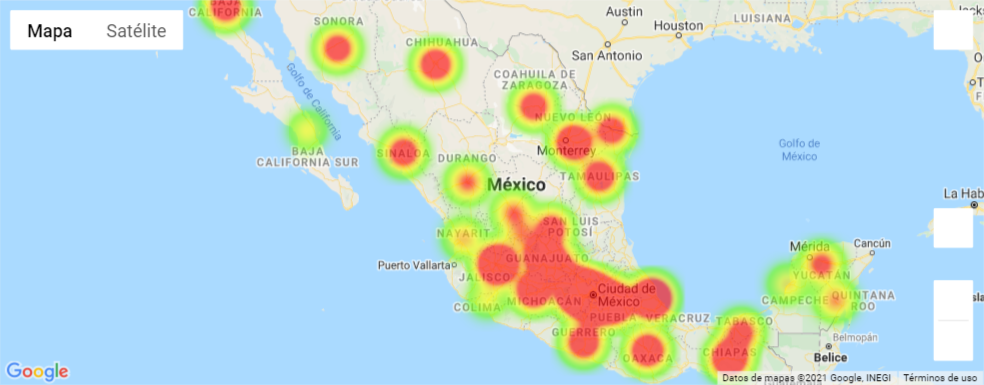 Mapa
Satélite
BAJA
CALIFORNIA
SONORA
CHIHUAHUA
Austin
Houston
San Antonio
LUISIANA
Golfo de California
COAHUILA DE
ZARAGOZA
NUEVO LEÓN
Monterrey
BAJA
CALIFORNIA SUR
SINALOA
DURANGO
TAMAULIPAS
México
Golfo de
México
La Hab
SAN LUIS
POTOSÍ
NAYARIT
GUANAJUATO
Puerto Vallarta
JALISCO
COLIMA
MICHOACÁN
Ciudad de
México
PUEBLA
VERACRUZ
GUERRERO
OAXACA
TABASCO
CHIAPAS
Mérida
Cancún
YUCATÁN
CAMPECHE
QUINTANA
ROO
Belmopán
Belice
Google
Datos de mapas ©2021 Google, INEGI
Términos de uso